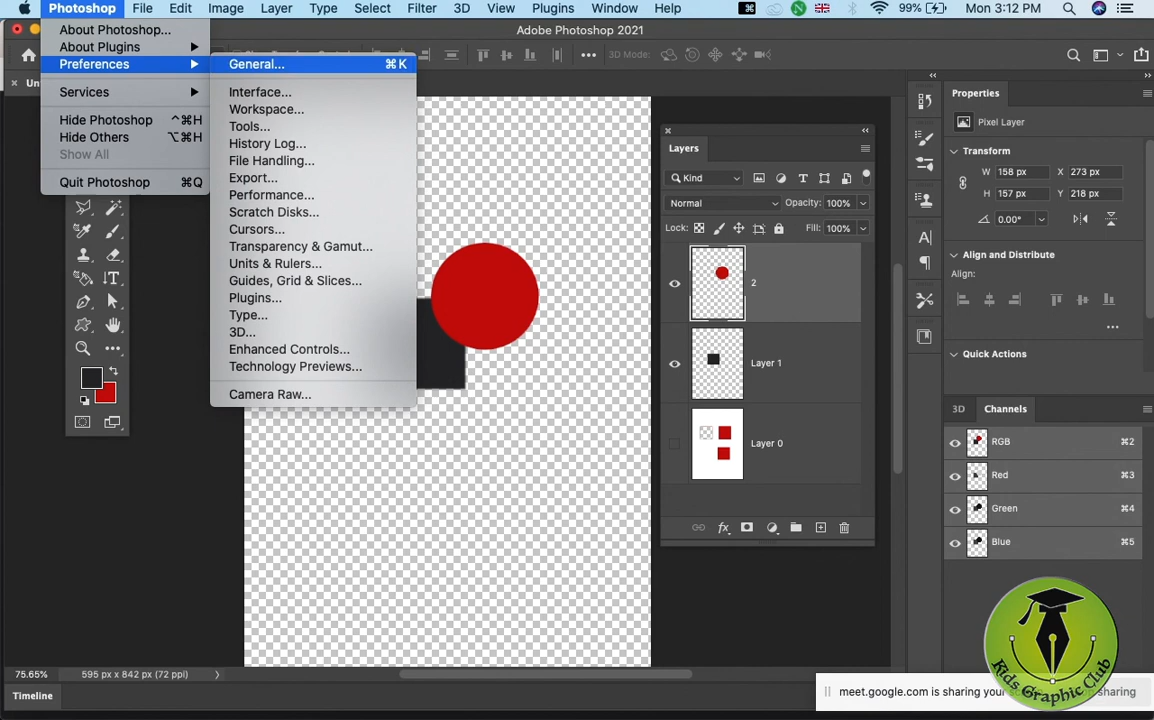 Photoshop File Edit Image Layer Type Select Filter 3D View Plugins Window Help 99% Mon 3:12 PM
Adobe Photoshop 2021
About Photoshop...
About Plugins
Preferences
Services
Hide Photoshop ^⌘H
Hide Others ⌥⌘H
Show All
Quit Photoshop ⌘Q
General... ⌘K
Interface...
Workspace...
Tools...
History Log...
File Handling...
Export...
Performance...
Scratch Disks...
Cursors...
Transparency & Gamut...
Units & Rulers...
Guides, Grid & Slices...
Plugins...
Type...
3D...
Enhanced Controls...
Technology Previews...
Camera Raw...
3D Mode:
Layers
Kind
Normal Opacity: 100%
Lock: Fill: 100%
2
Layer 1
Layer 0
Properties
Pixel Layer
Transform
W 158 px X 273 px
H 157 px Y 218 px
0.00°
Align and Distribute
Align:
Quick Actions
3D Channels
RGB ⌘2
Red ⌘3
Green ⌘4
Blue ⌘5
75.65% 595 px x 842 px (72 ppi)
Timeline
meet.google.com is sharing your
sharing
Kids Graphic Club